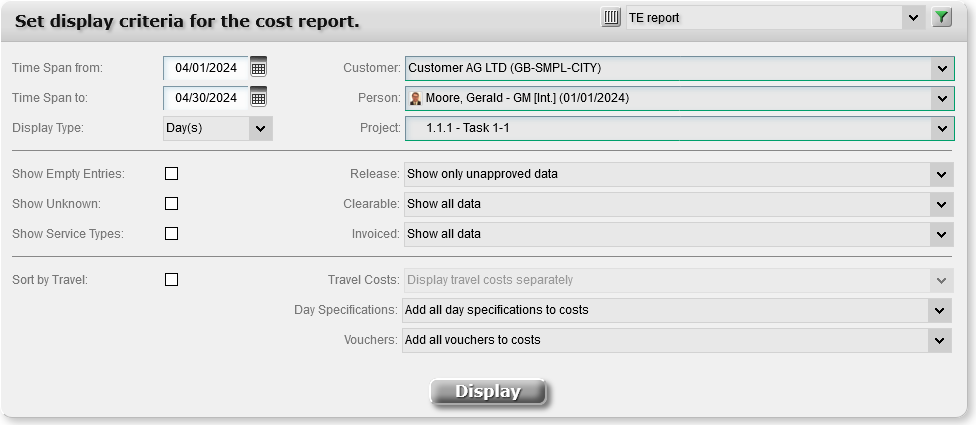 Set display criteria for the cost report.
TE report
Time Span from: 04/01/2024 Customer: Customer AG LTD (GB-SMPL-CITY)
Time Span to: 04/30/2024 Person: Moore, Gerald - GM [Int.] (01/01/2024)
Display Type: Day(s) Project: 1.1.1 - Task 1-1
Show Empty Entries: Release: Show only unapproved data
Show Unknown: Clearable: Show all data
Show Service Types: Invoiced: Show all data
Sort by Travel: Travel Costs: Display travel costs separately
Day Specifications: Add all day specifications to costs
Vouchers: Add all vouchers to costs
Display